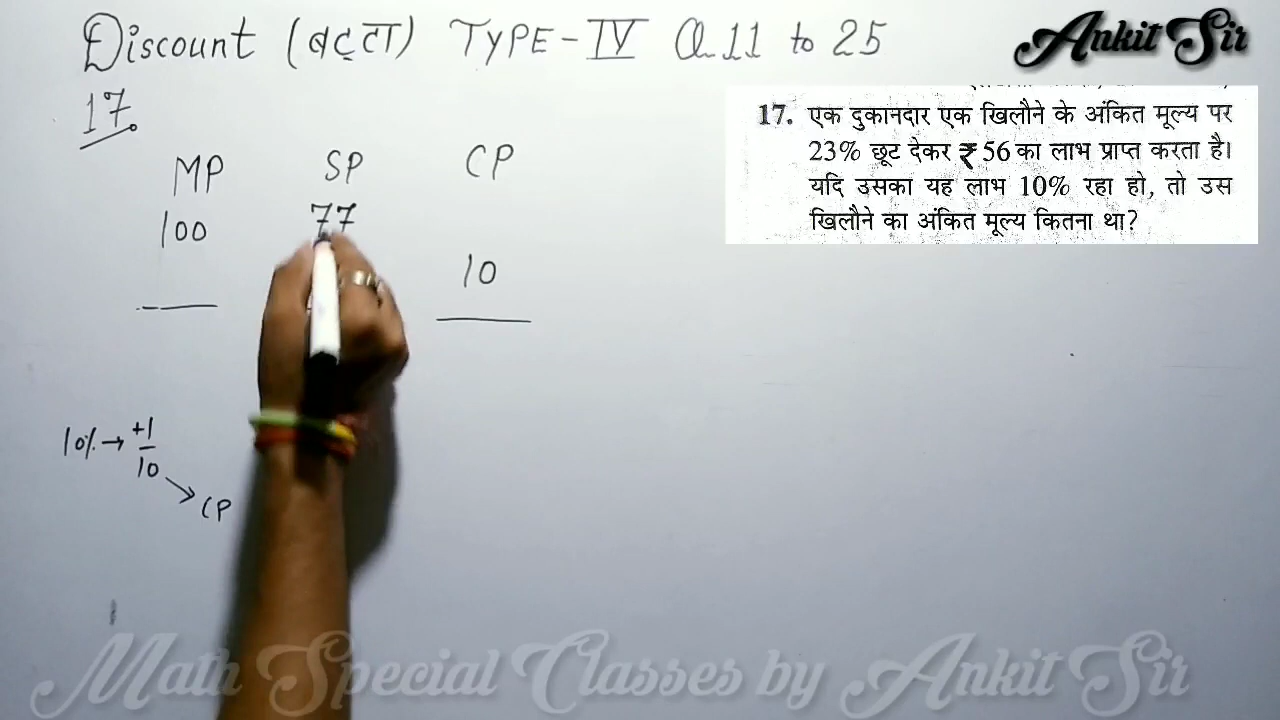 Discount (बट्टा) TYPE-IV Q.11 to 25
Ankit Sir
17.
17. एक दुकानदार एक खिलौने के अंकित मूल्य पर
23% छूट देकर ₹ 56 का लाभ प्राप्त करता है।
यदि उसका यह लाभ 10% रहा हो, तो उस
खिलौने का अंकित मूल्य कितना था?
MP SP CP
100 77
10
10% → +1/10
CP
Math Special Classes by Ankit Sir